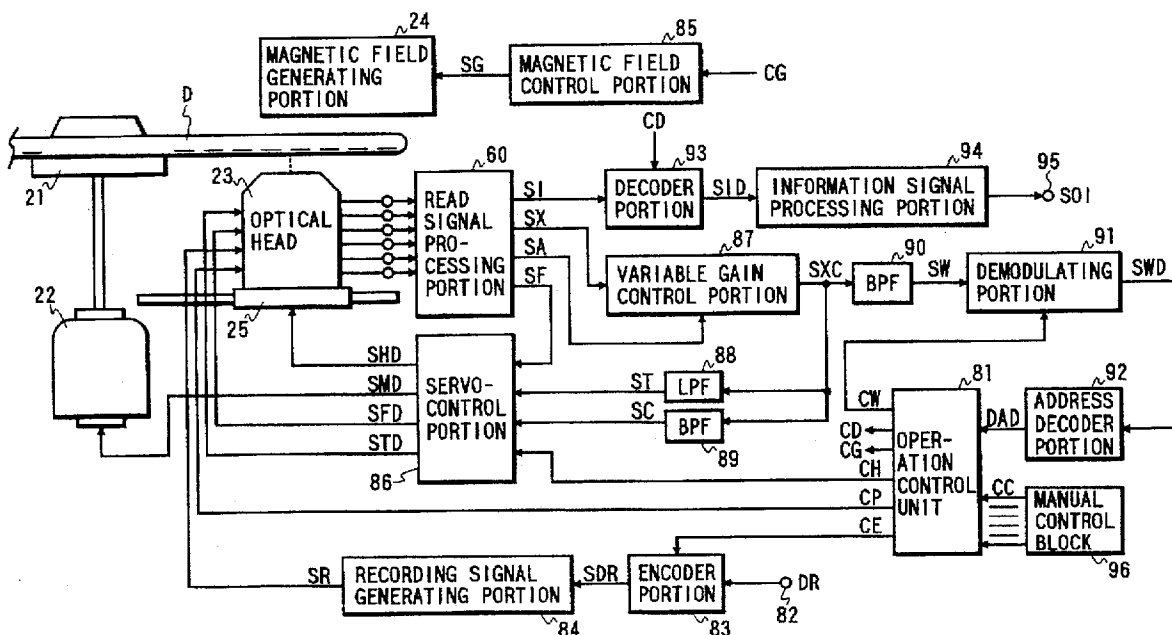 24
MAGNETIC FIELD
GENERATING
PORTION
SG
85
MAGNETIC FIELD
CONTROL PORTION
CG
D
21
22
23
OPTICAL
HEAD
25
60
READ
SIGNAL
PRO-
CESSING
PORTION
SI
SX
SA
SF
CD
93
DECODER
PORTION
SID
94
INFORMATION SIGNAL
PROCESSING PORTION
95
SOI
87
VARIABLE GAIN
CONTROL PORTION
SXC
90
BPF
SW
91
DEMODULATING
PORTION
SWD
SHD
SMD
SFD
STD
SERVO-
CONTROL
PORTION
86
ST
88
LPF
SC
BPF
89
CW
CD
CG
CH
CP
CE
81
OPER-
ATION
CONTROL
UNIT
DAD
92
ADDRESS
DECODER
PORTION
CC
MANUAL
CONTROL
BLOCK
96
SR
RECORDING SIGNAL
GENERATING PORTION
84
SDR
ENCODER
PORTION
83
DR
82